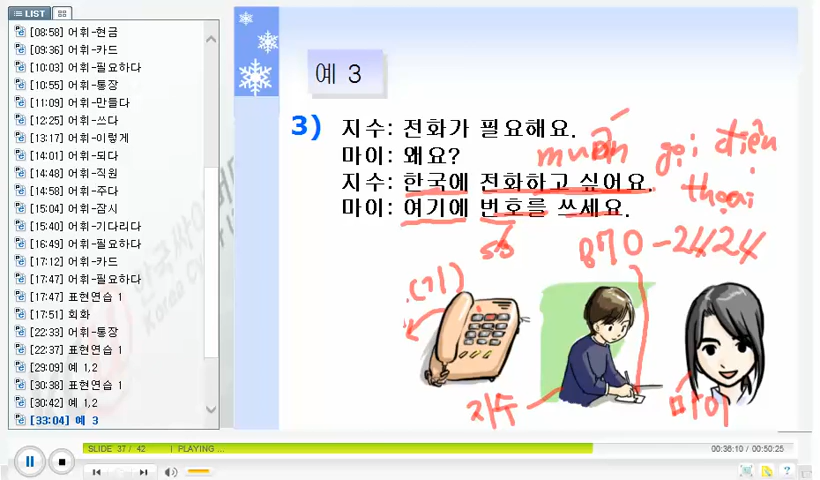 LIST
[08:58] 어휘-현금
[09:36] 어휘-카드
[10:03] 어휘-필요하다
[10:55] 어휘-통장
[11:09] 어휘-만들다
[12:25] 어휘-쓰다
[13:17] 어휘-이렇게
[14:01] 어휘-되다
[14:48] 어휘-직원
[14:58] 어휘-주다
[15:04] 어휘-잠시
[15:40] 어휘-기다리다
[16:49] 어휘-필요하다
[17:12] 어휘-카드
[17:47] 어휘-필요하다
[17:47] 표현연습 1
[17:51] 회화
[22:33] 어휘-통장
[22:37] 표현연습 1
[29:09] 예 1,2
[30:38] 표현연습 1
[30:42] 예 1,2
[33:04] 예 3
예 3
3) 지수: 전화가 필요해요.
마이: 왜요?
muốn gọi điện
지수: 한국에 전화하고 싶어요.
thoại
마이: 여기에 번호를 쓰세요.
số
870-2424
(기)
지수
마이
SLIDE 37 / 42 PLAYING ...
00:36:10 / 00:50:25